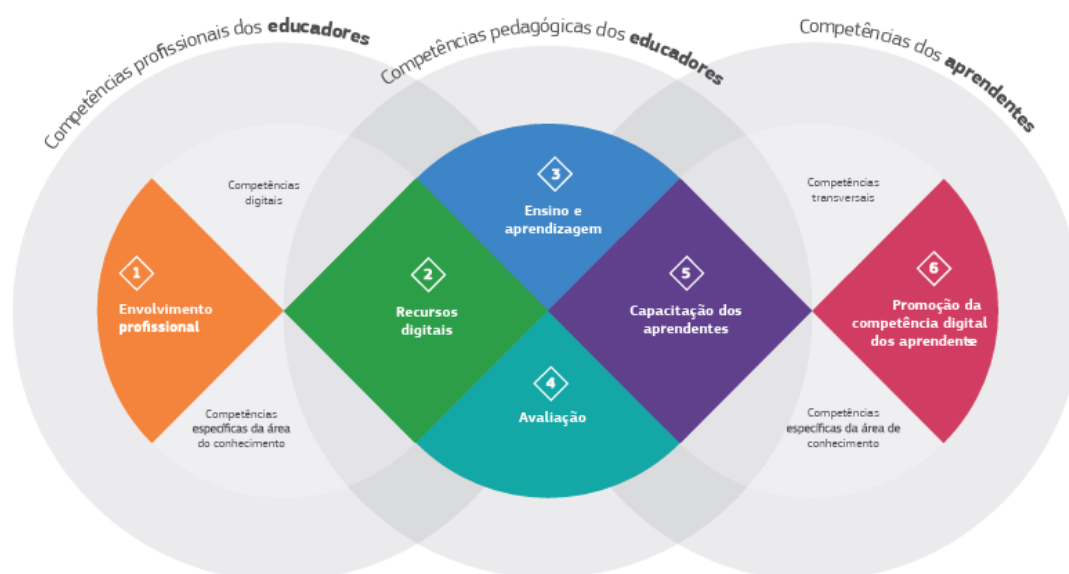 Competências profissionais dos educadores
Competências pedagógicas dos educadores
Competências dos aprendentes
Competências
digitais
1
Envolvimento
profissional
Competências
específicas da área
do conhecimento
2
Recursos
digitais
3
Ensino e
aprendizagem
4
Avaliação
5
Capacitação dos
aprendentes
Competências
transversais
6
Promoção da
competência digital
dos aprendente
Competências
específicas da área de
conhecimento